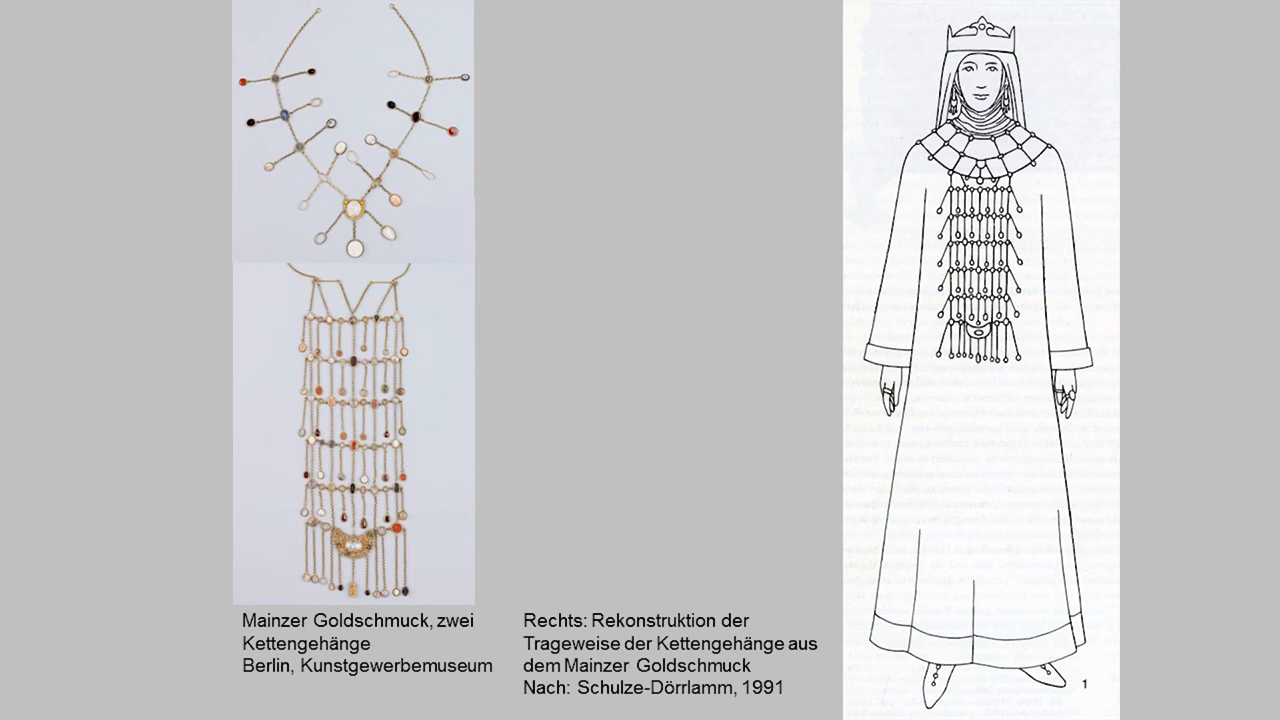 Mainzer Goldschmuck, zwei
Kettengehänge
Berlin, Kunstgewerbemuseum
Rechts: Rekonstruktion der
Trageweise der Kettengehänge aus
dem Mainzer Goldschmuck
Nach: Schulze-Dörrlamm, 1991
1